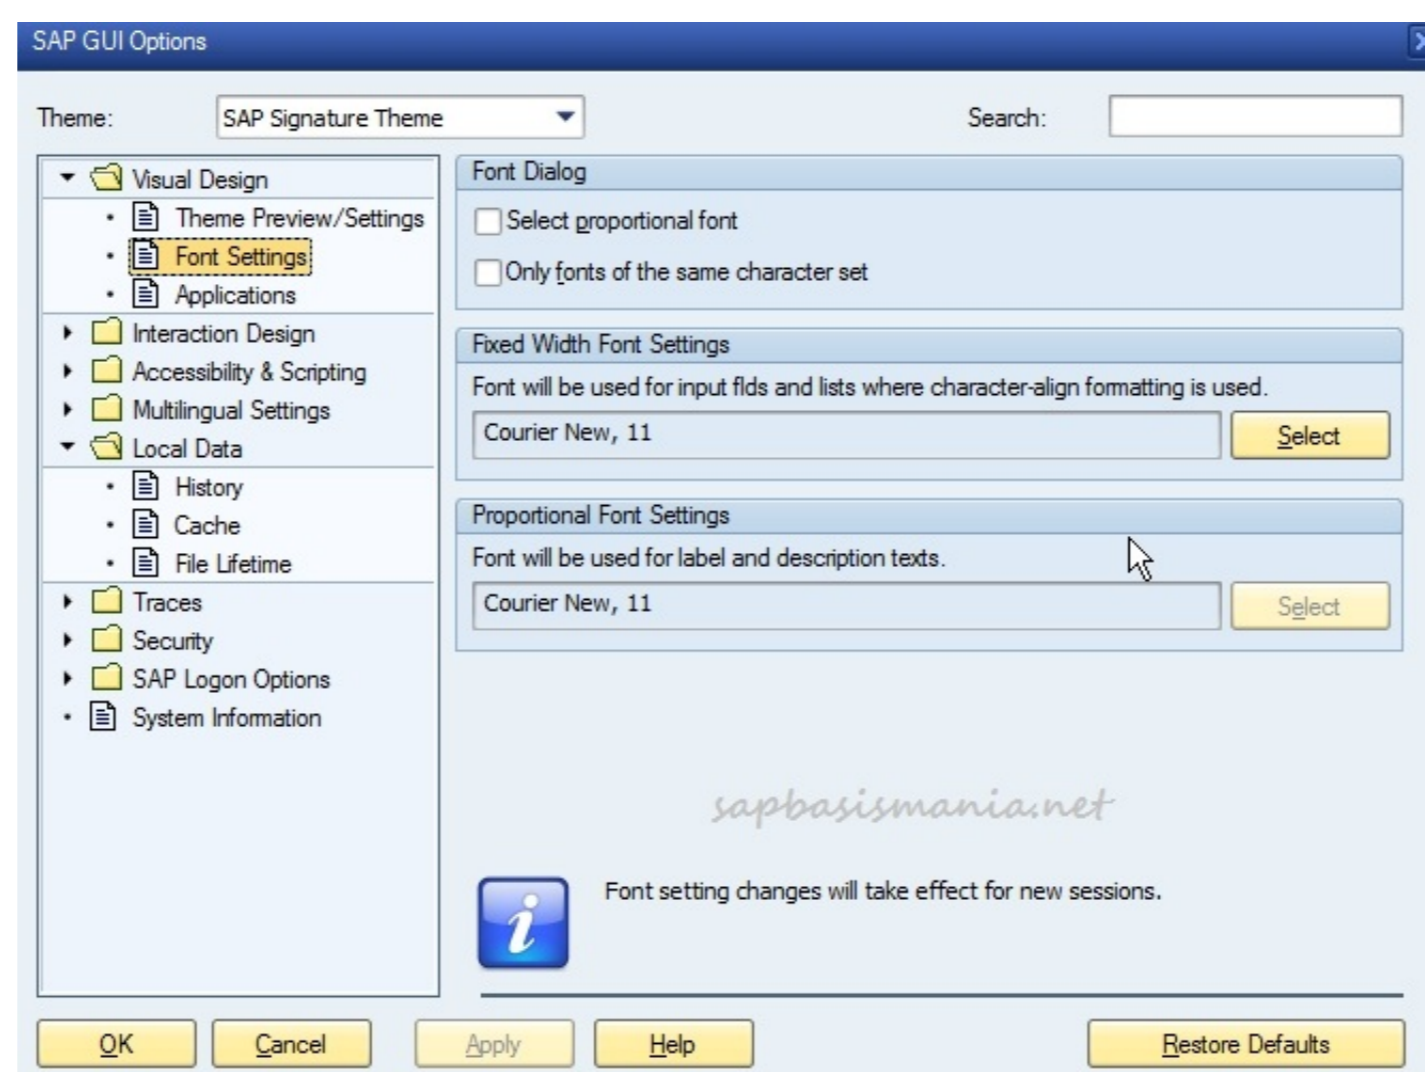 SAP GUI Options
Theme: SAP Signature Theme Search:
Visual Design
Theme Preview/Settings
Font Settings
Applications
Interaction Design
Accessibility & Scripting
Multilingual Settings
Local Data
History
Cache
File Lifetime
Traces
Security
SAP Logon Options
System Information
Font Dialog
Select proportional font
Only fonts of the same character set
Fixed Width Font Settings
Font will be used for input flds and lists where character-align formatting is used.
Courier New, 11 Select
Proportional Font Settings
Font will be used for label and description texts.
Courier New, 11 Select
sapbasismania.net
Font setting changes will take effect for new sessions.
OK Cancel Apply Help Restore Defaults